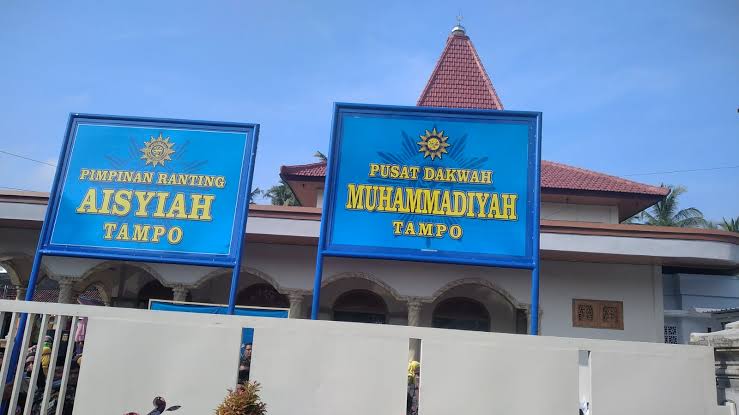 PIMPINAN RANTING
AISYIAH
TAMPO
PUSAT DAKWAH
MUHAMMADIYAH
TAMPO